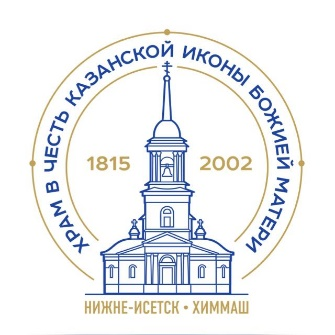 ХРАМ В ЧЕСТЬ КАЗАНСКОЙ ИКОНЫ БОЖИЕЙ МАТЕРИ
1815 2002
НИЖНЕ-ИСЕТСК • ХИММАШ